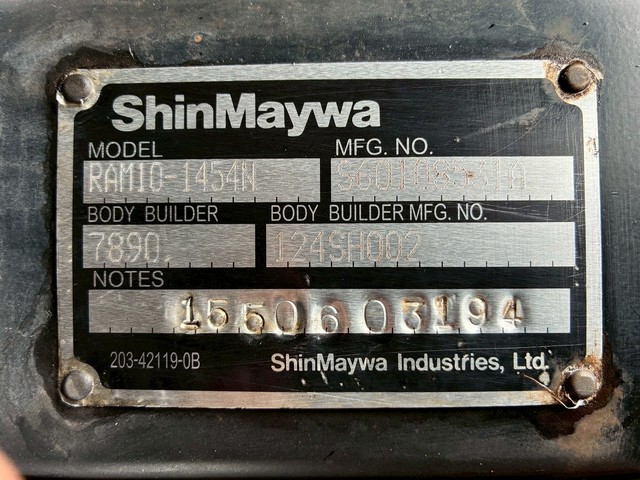 ShinMaywa
MODEL MFG. NO.
RAM10-1454N
BODY BUILDER BODY BUILDER MFG. NO.
7890. 124SH002
NOTES
1550603194
203-42119-0B ShinMaywa Industries, Ltd.